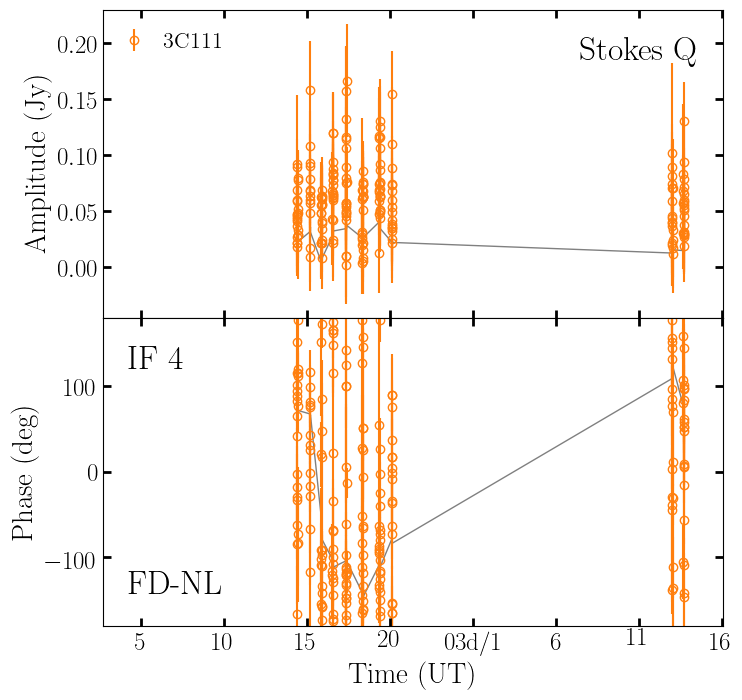 3C111
Stokes Q
0.20
0.15
0.10
0.05
0.00
Amplitude (Jy)
IF 4
100
0
−100
Phase (deg)
FD-NL
5 10 15 20 03d/1 6 11 16
Time (UT)